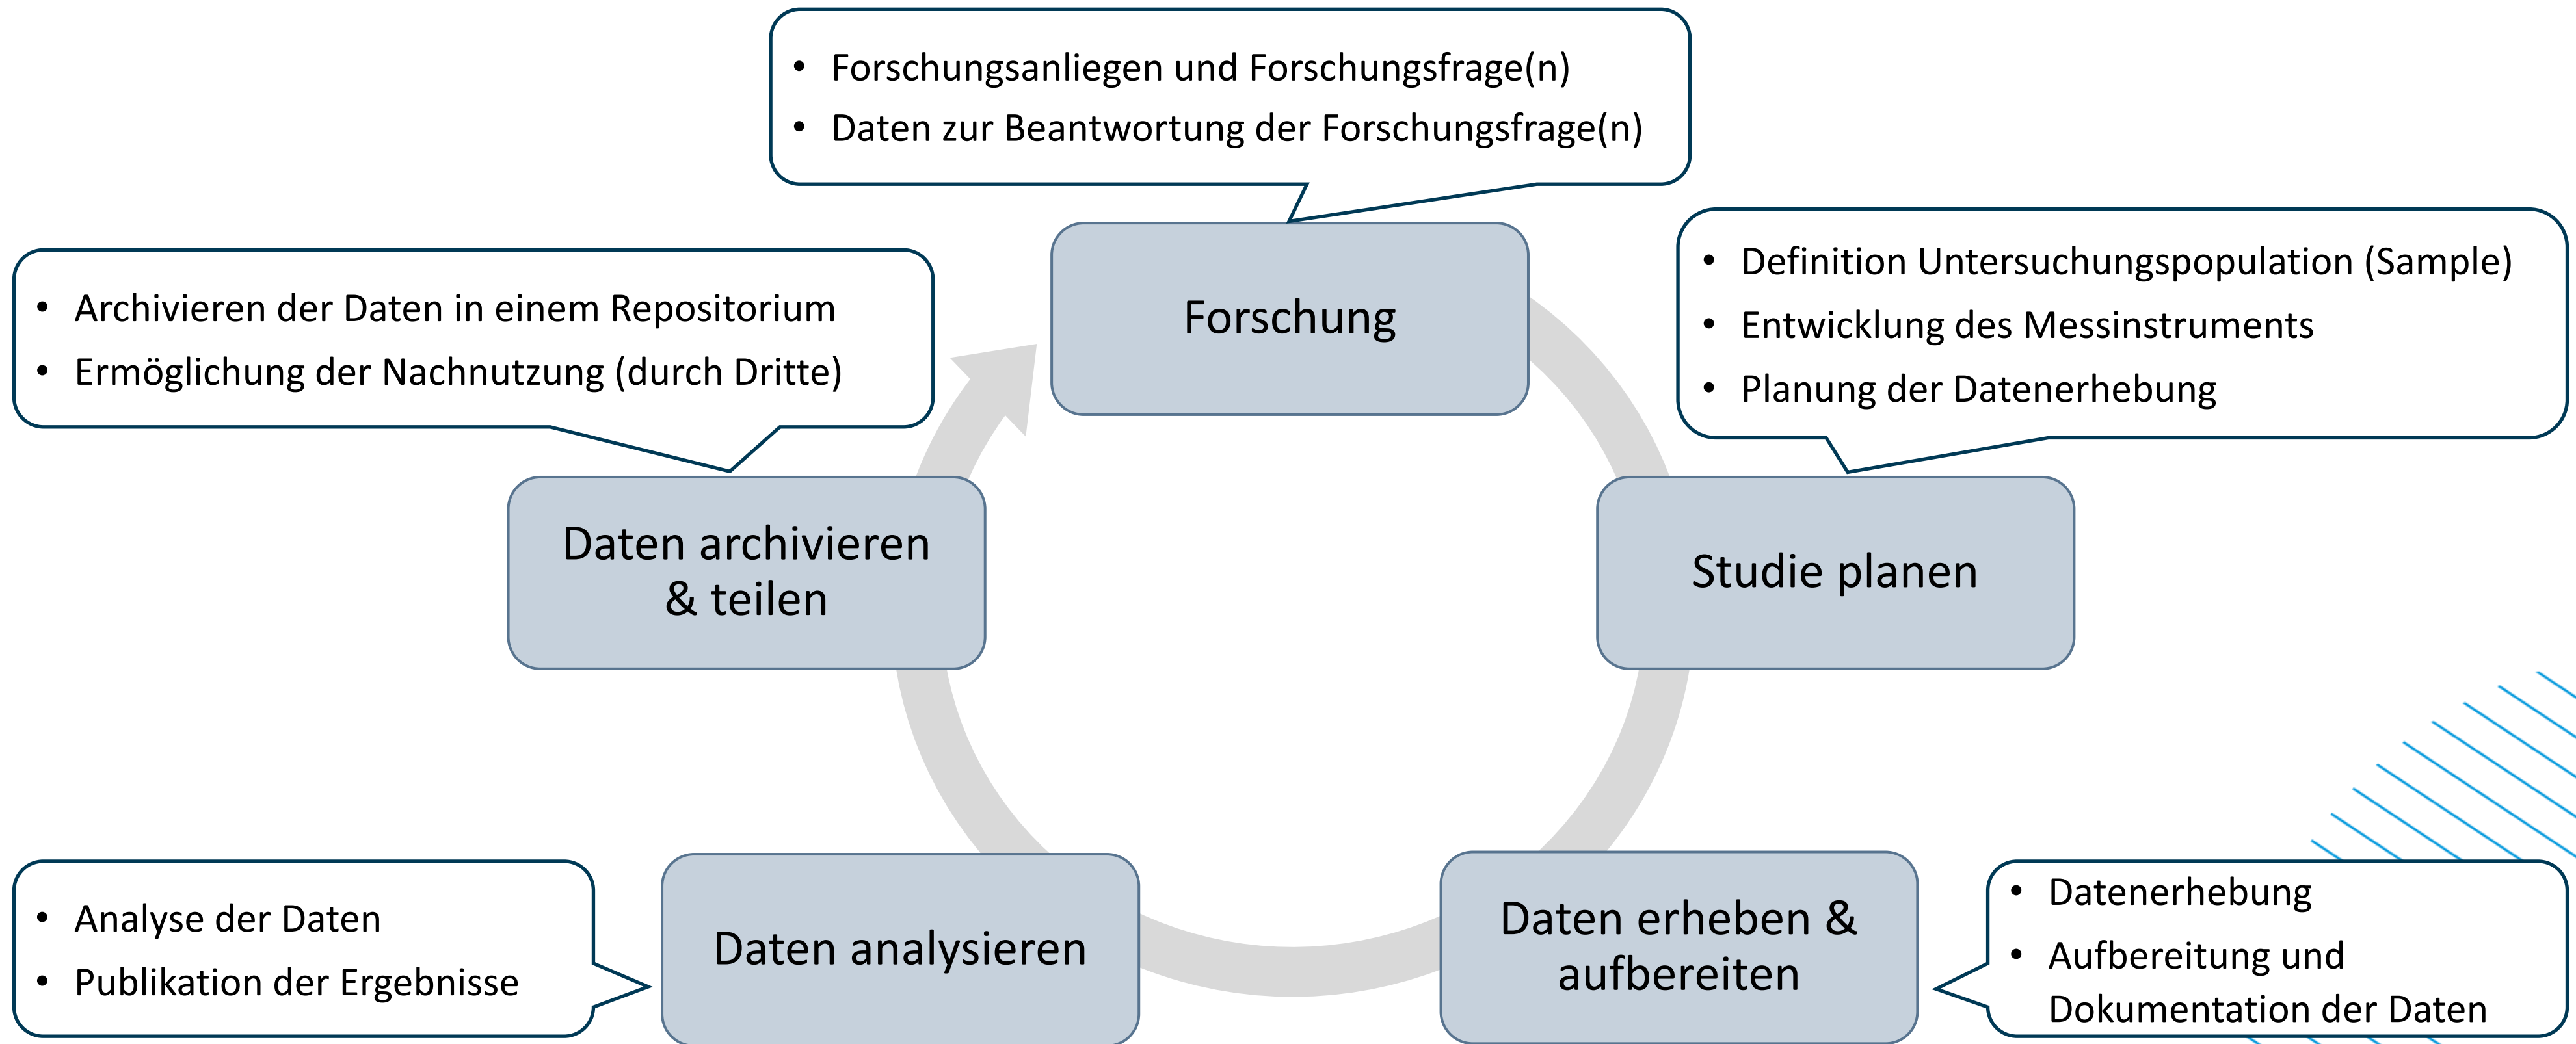 • Forschungsanliegen und Forschungsfrage(n)
• Daten zur Beantwortung der Forschungsfrage(n)
Forschung
• Definition Untersuchungspopulation (Sample)
• Entwicklung des Messinstruments
• Planung der Datenerhebung
Studie planen
• Datenerhebung
• Aufbereitung und
Dokumentation der Daten
Daten erheben &
aufbereiten
• Analyse der Daten
• Publikation der Ergebnisse
Daten analysieren
• Archivieren der Daten in einem Repositorium
• Ermöglichung der Nachnutzung (durch Dritte)
Daten archivieren
& teilen